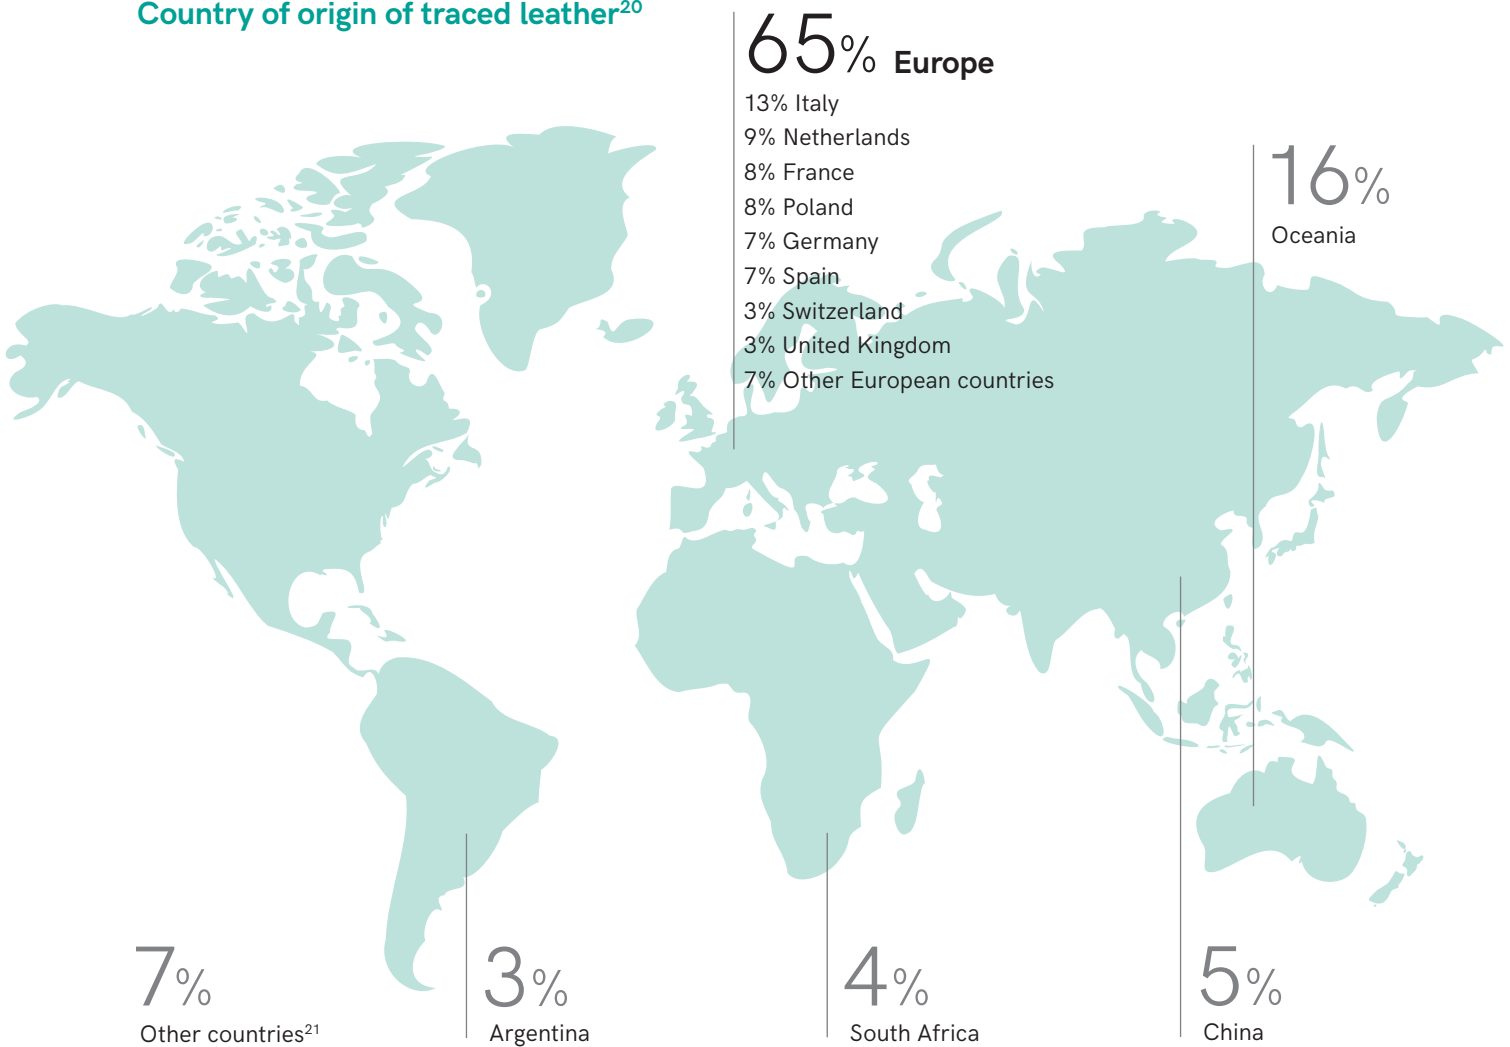 Country of origin of traced leather20
65% Europe
13% Italy
9% Netherlands
8% France
8% Poland
7% Germany
7% Spain
3% Switzerland
3% United Kingdom
7% Other European countries
16%
Oceania
7%
Other countries21
3%
Argentina
4%
South Africa
5%
China